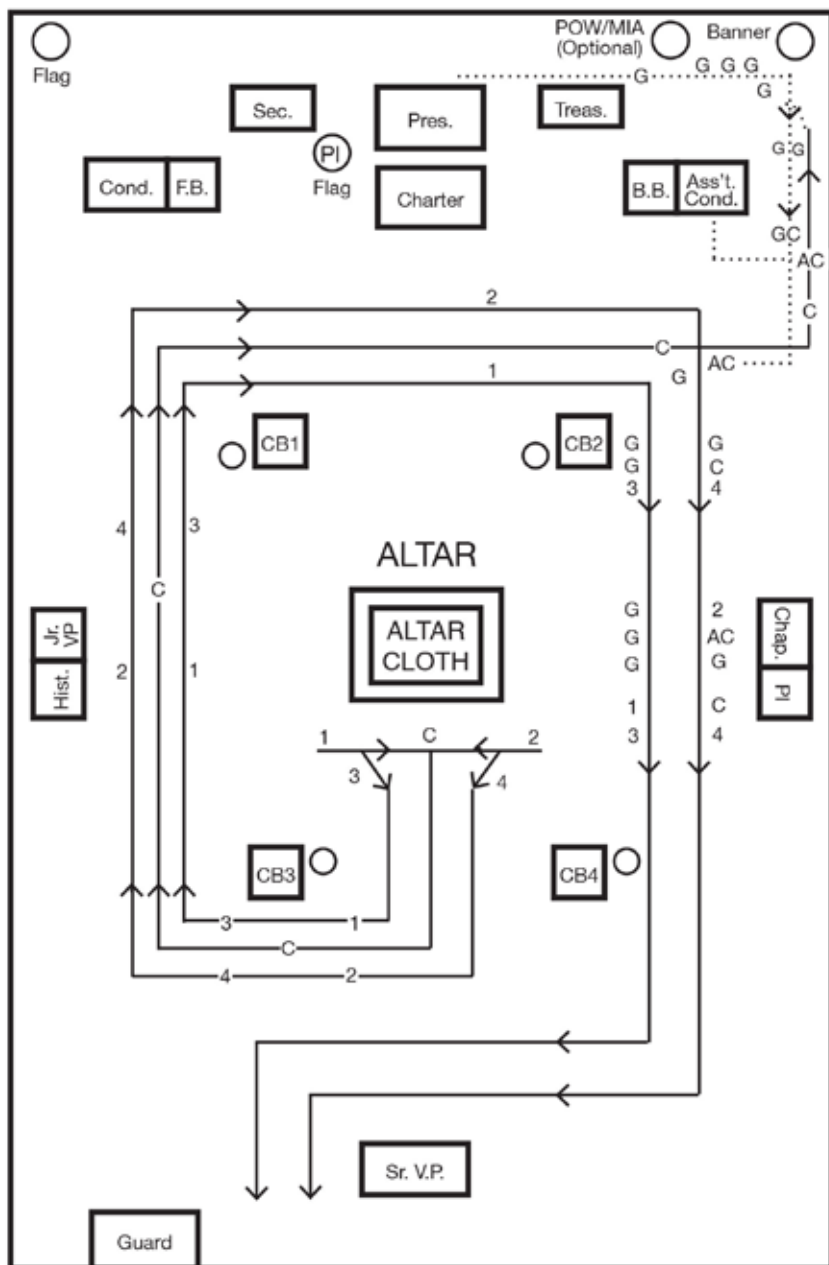 POW/MIA
(Optional)
Banner
Flag
G
G G G
G
Sec.
Pres.
Treas.
PI
Flag
G G
Cond.
F.B.
Charter
B.B.
Ass't.
Cond.
GC
AC
2
C
C
AC
1
G
CB1
CB2
G
G
3
G
C
4
4
3
ALTAR
C
ALTAR
CLOTH
Jr.
VP
Hist.
2
1
G
G
G
1
3
2
AC
G
C
4
Chap.
PI
1
C
2
3
4
CB3
CB4
3
1
C
4
2
Sr. V.P.
Guard